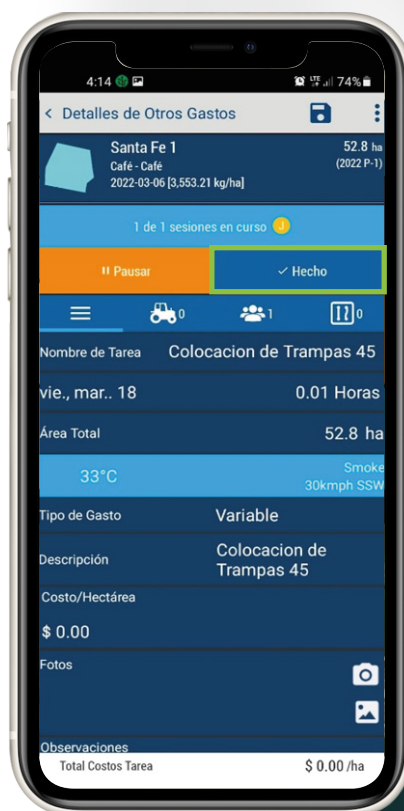 4:14 LTE 74%
< Detalles de Otros Gastos
Santa Fe 1 52.8 ha
Café - Café (2022 P-1)
2022-03-06 [3,553.21 kg/ha]
1 de 1 sesiones en curso J
Pausar ✓ Hecho
0 1 0
Nombre de Tarea Colocacion de Trampas 45
vie., mar.. 18 0.01 Horas
Área Total 52.8 ha
33°C Smoke
30kmph SSW
Tipo de Gasto Variable
Descripción Colocacion de
Trampas 45
Costo/Hectárea
$ 0.00
Fotos
Observaciones
Total Costos Tarea $ 0.00 /ha